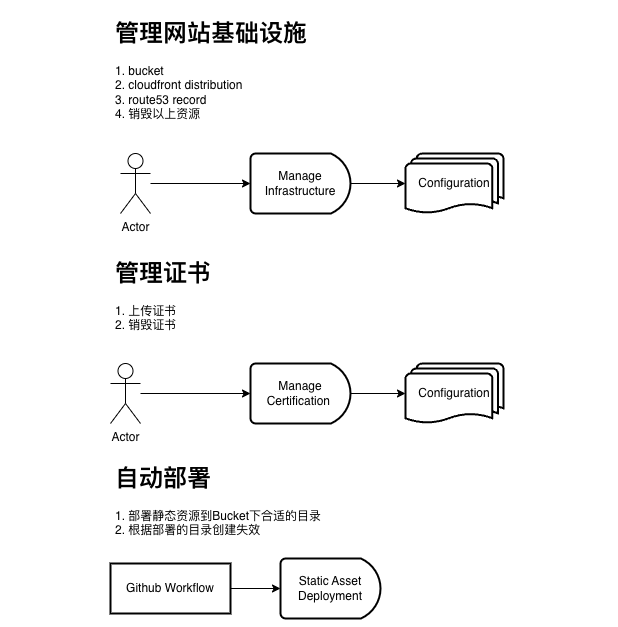 管理网站基础设施
1. bucket
2. cloudfront distribution
3. route53 record
4. 销毁以上资源
Manage
Infrastructure
Configuration
Actor
管理证书
1. 上传证书
2. 销毁证书
Manage
Certification
Configuration
Actor
自动部署
1. 部署静态资源到Bucket下合适的目录
2. 根据部署的目录创建失效
Github Workflow
Static Asset
Deployment